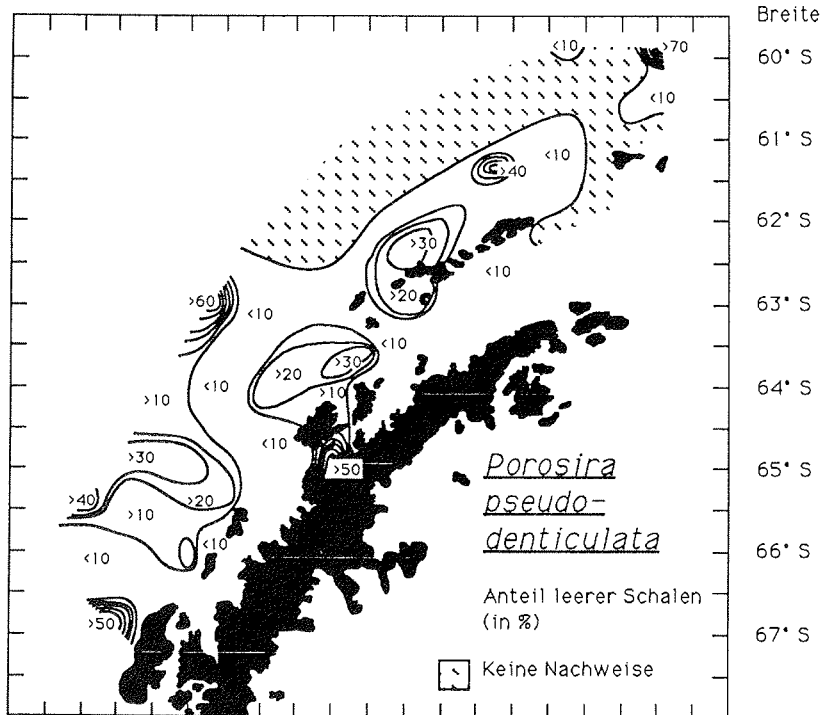 Breite
<10
>70
60° S
<10
61° S
<10
>40
62° S
>30
<10
>20
63° S
>60
<10
<10
>30
>20
<10
64° S
>10
>10
<10
>30
>50
65° S
>40
>20
>10
<10
<10
66° S
>50
67° S
Porosira
pseudo-
denticulata
Anteil leerer Schalen
(in %)
Keine Nachweise